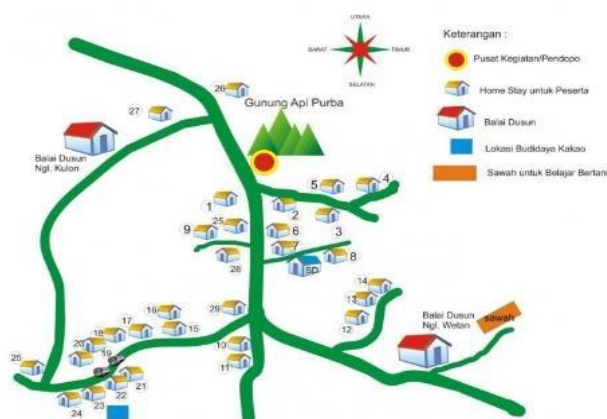 UTARA
BARAT
TIMUR
SELATAN
Keterangan :
Pusat Kegiatan/Pendopo
Home Stay untuk Peserta
Balai Dusun
Lokasi Budidaya Kakao
Sawah untuk Belajar Bertani
26
Gunung Api Purba
27
Balai Dusun
Ngl. Kulon
5
4
1
2
25
6
3
9
7
28
SD
8
14
13
12
29
16
17
15
18
20
19
10
11
25
21
22
23
24
Balai Dusun
Ngl. Wetan
sawah